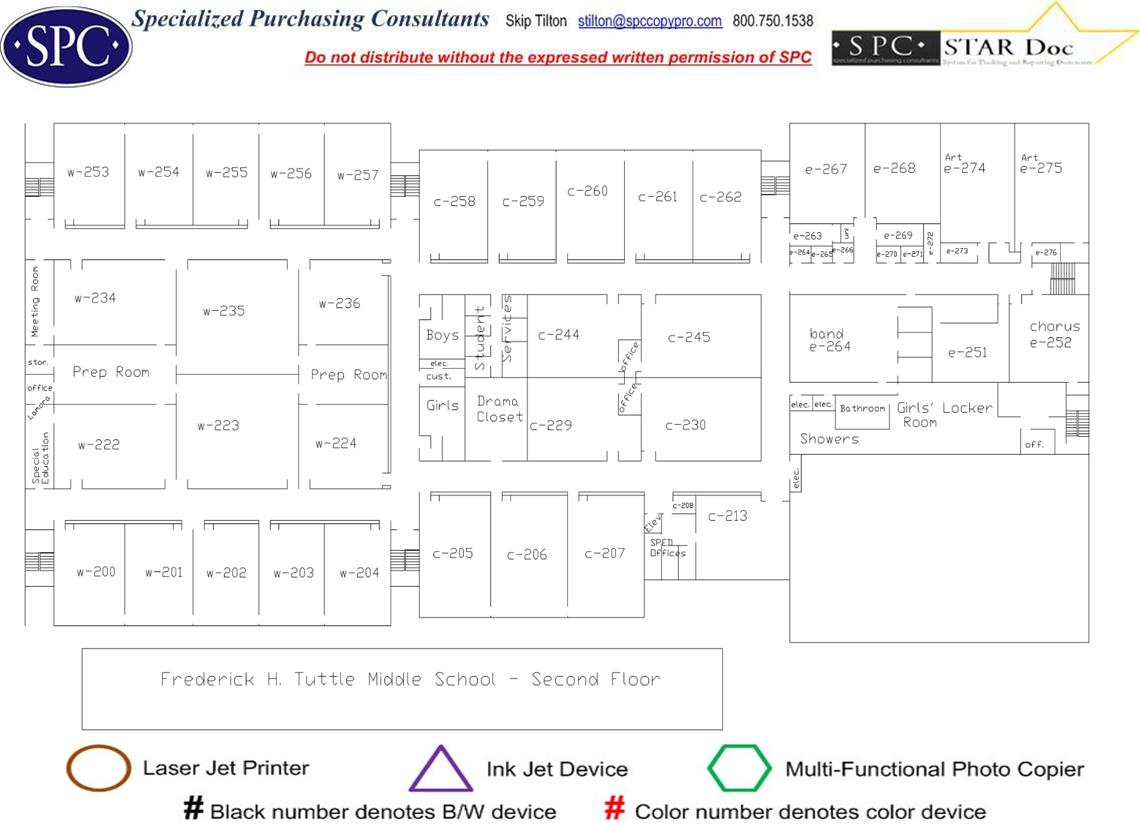 SPC
Specialized Purchasing Consultants Skip Tilton stilton@spccopypro.com 800.750.1538
Do not distribute without the expressed written permission of SPC
SPC STAR Doc
specialized purchasing consultants System for Tracking and Reporting Documents
w-253 w-254 w-255 w-256 w-257
c-258 c-259 c-260 c-261 c-262
e-267 e-268 Art e-274 Art e-275
e-263 e-269 e-272
e-264 e-265 e-266 e-270 e-271 e-273 e-276
Meeting Room
w-234 w-235 w-236
Boys Student Services c-244 office c-245
band
e-264
e-251
chorus
e-252
stor. Prep Room Prep Room
elec.
cust.
office
Lamora
Girls Drama
Closet
c-229 office c-230
elec. elec. Bathroom Girls' Locker
Room
Showers
off.
elec.
Special
Education
w-222 w-223 w-224
c-205 c-206 c-207
Elev
c-208
c-213
SPED
Offices
w-200 w-201 w-202 w-203 w-204
Frederick H. Tuttle Middle School - Second Floor
Laser Jet Printer Ink Jet Device Multi-Functional Photo Copier
# Black number denotes B/W device # Color number denotes color device